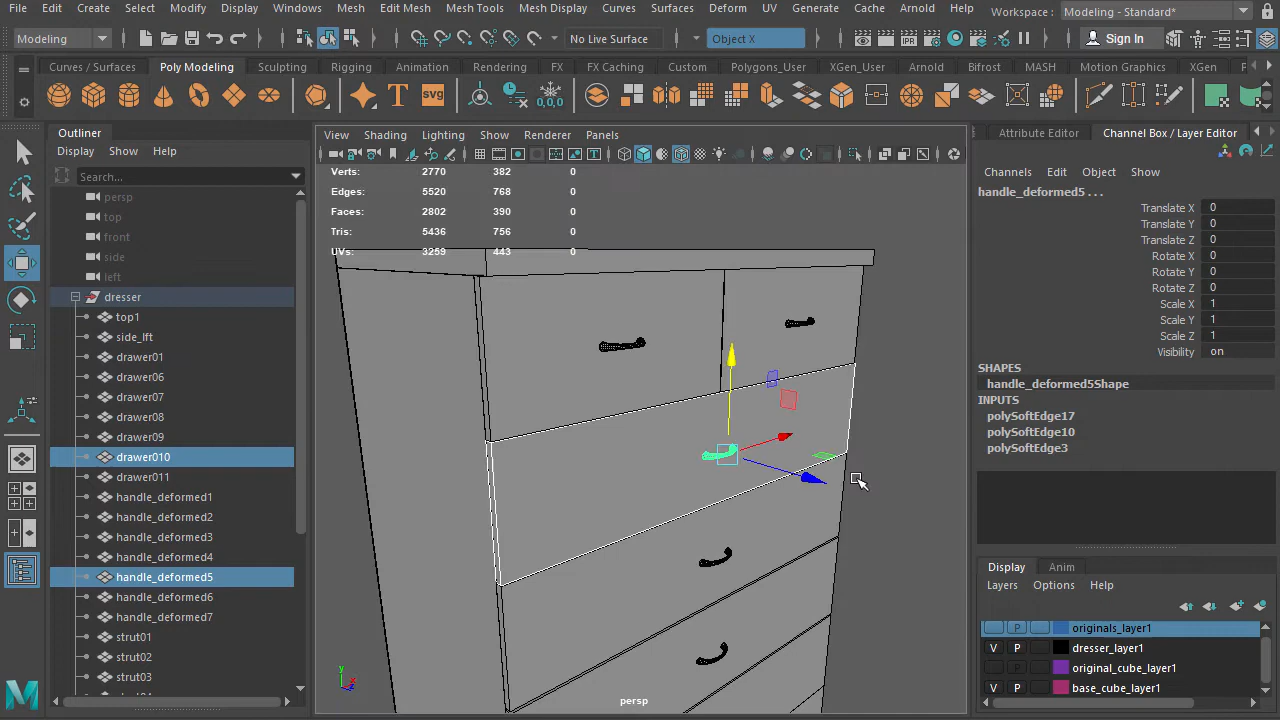 File Edit Create Select Modify Display Windows Mesh Edit Mesh Mesh Tools Mesh Display Curves Surfaces Deform UV Generate Cache Arnold Help Workspace : Modeling - Standard*
Modeling No Live Surface Object X Sign In
Curves / Surfaces Poly Modeling Sculpting Rigging Animation Rendering FX FX Caching Custom Polygons_User XGen_User Arnold Bifrost MASH Motion Graphics XGen
T svg 0,0,0
Outliner
Display Show Help
Search...
persp
top
front
side
left
dresser
top1
side_lft
drawer01
drawer06
drawer07
drawer08
drawer09
drawer010
drawer011
handle_deformed1
handle_deformed2
handle_deformed3
handle_deformed4
handle_deformed5
handle_deformed6
handle_deformed7
strut01
strut02
strut03
View Shading Lighting Show Renderer Panels
Verts: 2770 382 0
Edges: 5520 768 0
Faces: 2802 390 0
Tris: 5436 756 0
UVs: 3259 443 0
y
x
persp
Attribute Editor Channel Box / Layer Editor
Channels Edit Object Show
handle_deformed5 . . .
Translate X 0
Translate Y 0
Translate Z 0
Rotate X 0
Rotate Y 0
Rotate Z 0
Scale X 1
Scale Y 1
Scale Z 1
Visibility on
SHAPES
handle_deformed5Shape
INPUTS
polySoftEdge17
polySoftEdge10
polySoftEdge3
Display Anim
Layers Options Help
P originals_layer1
V P dresser_layer1
P original_cube_layer1
V P base_cube_layer1